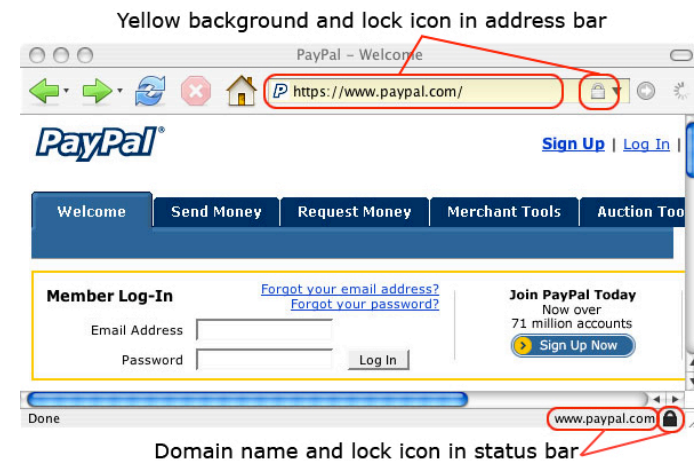 Yellow background and lock icon in address bar
PayPal – Welcome
https://www.paypal.com/
PayPal®
Sign Up | Log In |
Welcome
Send Money
Request Money
Merchant Tools
Auction Too
Member Log-In
Forgot your email address?
Forgot your password?
Email Address
Password
Log In
Join PayPal Today
Now over
71 million accounts
Sign Up Now
Done
www.paypal.com
Domain name and lock icon in status bar